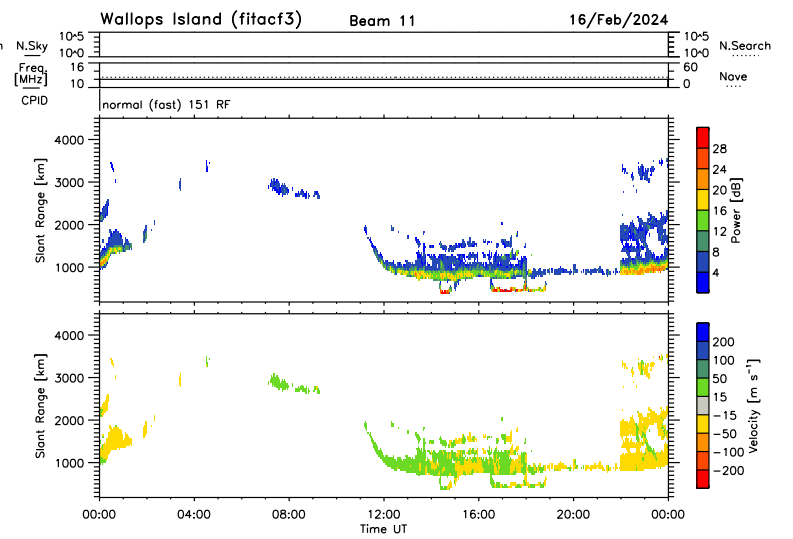 Wallops Island (fitacf3) Beam 11 16/Feb/2024
10^5 10^5
n N.Sky N.Search
10^0 10^0
Freq. 16 60
[MHz] Nave
10 0
CPID normal (fast) 151 RF
Slant Range [km]
4000
3000
2000
1000
28
24
20
16
12
8
4
Power [dB]
Slant Range [km]
4000
3000
2000
1000
200
100
50
15
-15
-50
-100
-200
Velocity [m s⁻¹]
00:00 04:00 08:00 12:00 16:00 20:00 00:00
Time UT